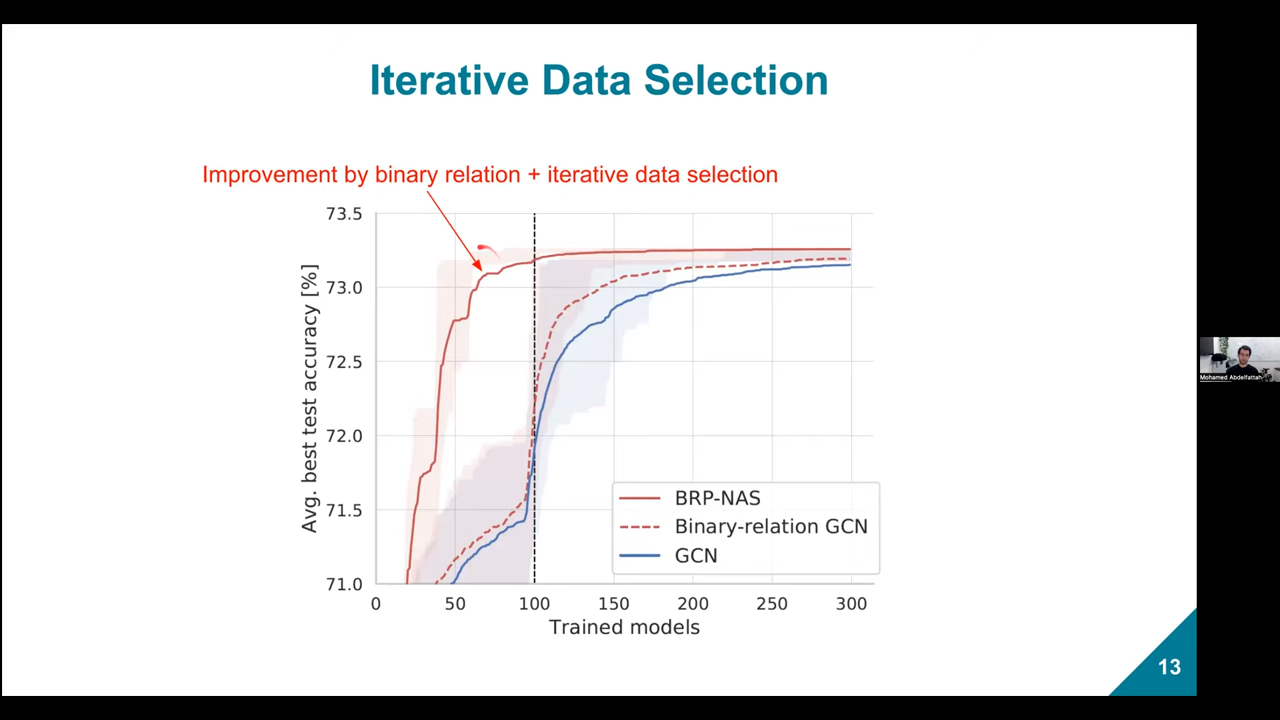 Iterative Data Selection
Improvement by binary relation + iterative data selection
73.5
73.0
72.5
72.0
71.5
71.0
Avg. best test accuracy [%]
0 50 100 150 200 250 300
Trained models
BRP-NAS
Binary-relation GCN
GCN
Mohamed Abdelfattah
13